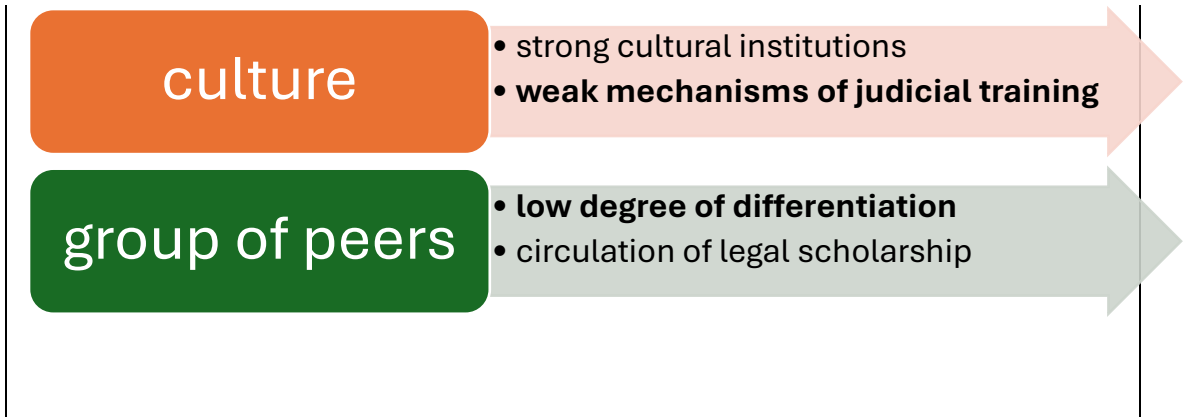 culture
• strong cultural institutions
• weak mechanisms of judicial training
group of peers
• low degree of differentiation
• circulation of legal scholarship